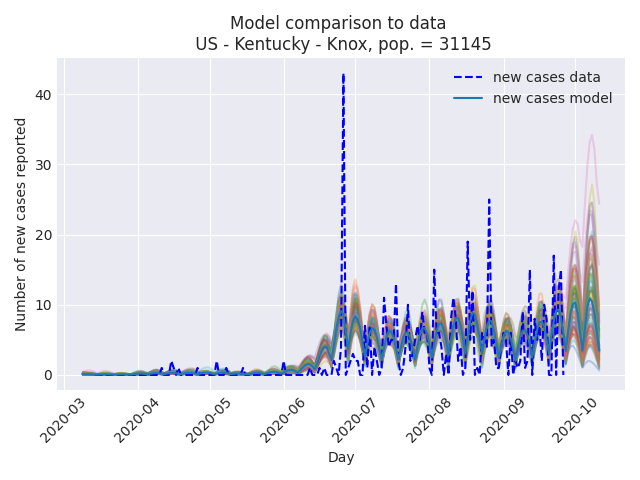 Model comparison to data
US - Kentucky - Knox, pop. = 31145
new cases data
new cases model
Number of new cases reported
40
30
20
10
0
2020-03
2020-04
2020-05
2020-06
2020-07
2020-08
2020-09
2020-10
Day